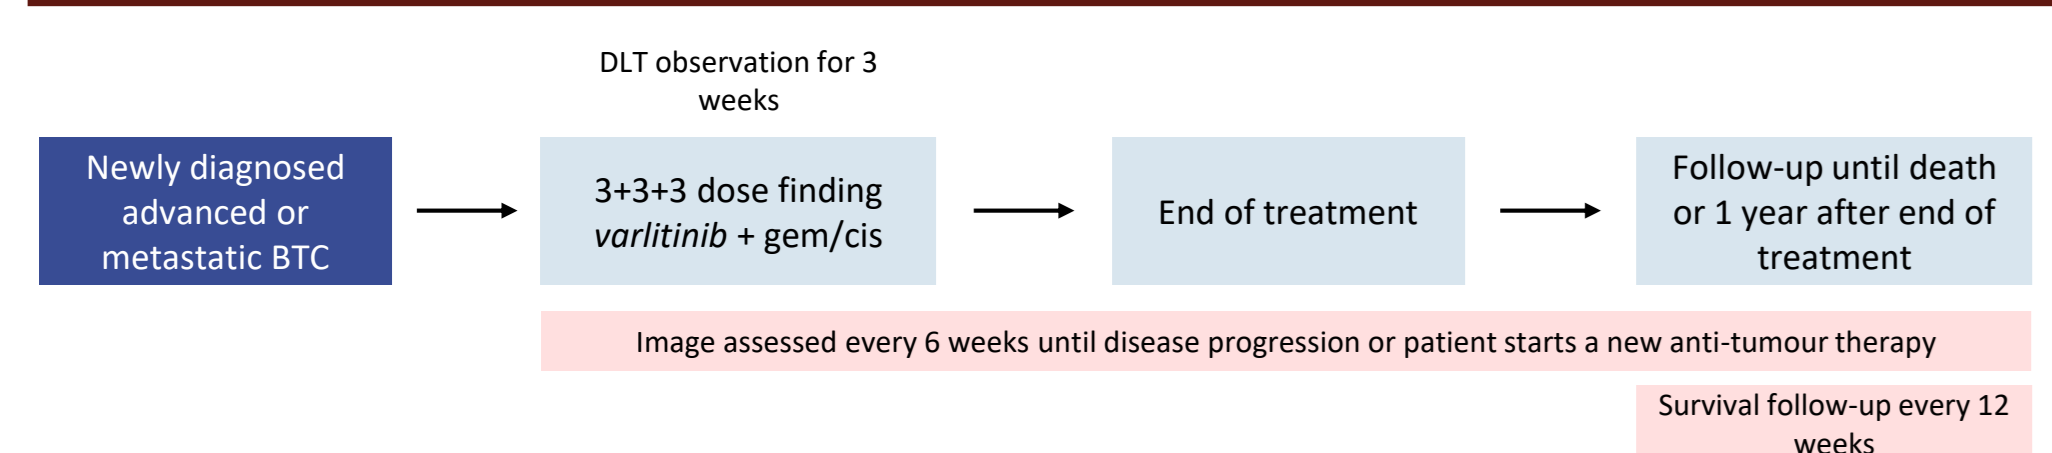 DLT observation for 3
weeks
Newly diagnosed
advanced or
metastatic BTC
3+3+3 dose finding
varlitinib + gem/cis
End of treatment
Follow-up until death
or 1 year after end of
treatment
Image assessed every 6 weeks until disease progression or patient starts a new anti-tumour therapy
Survival follow-up every 12
weeks